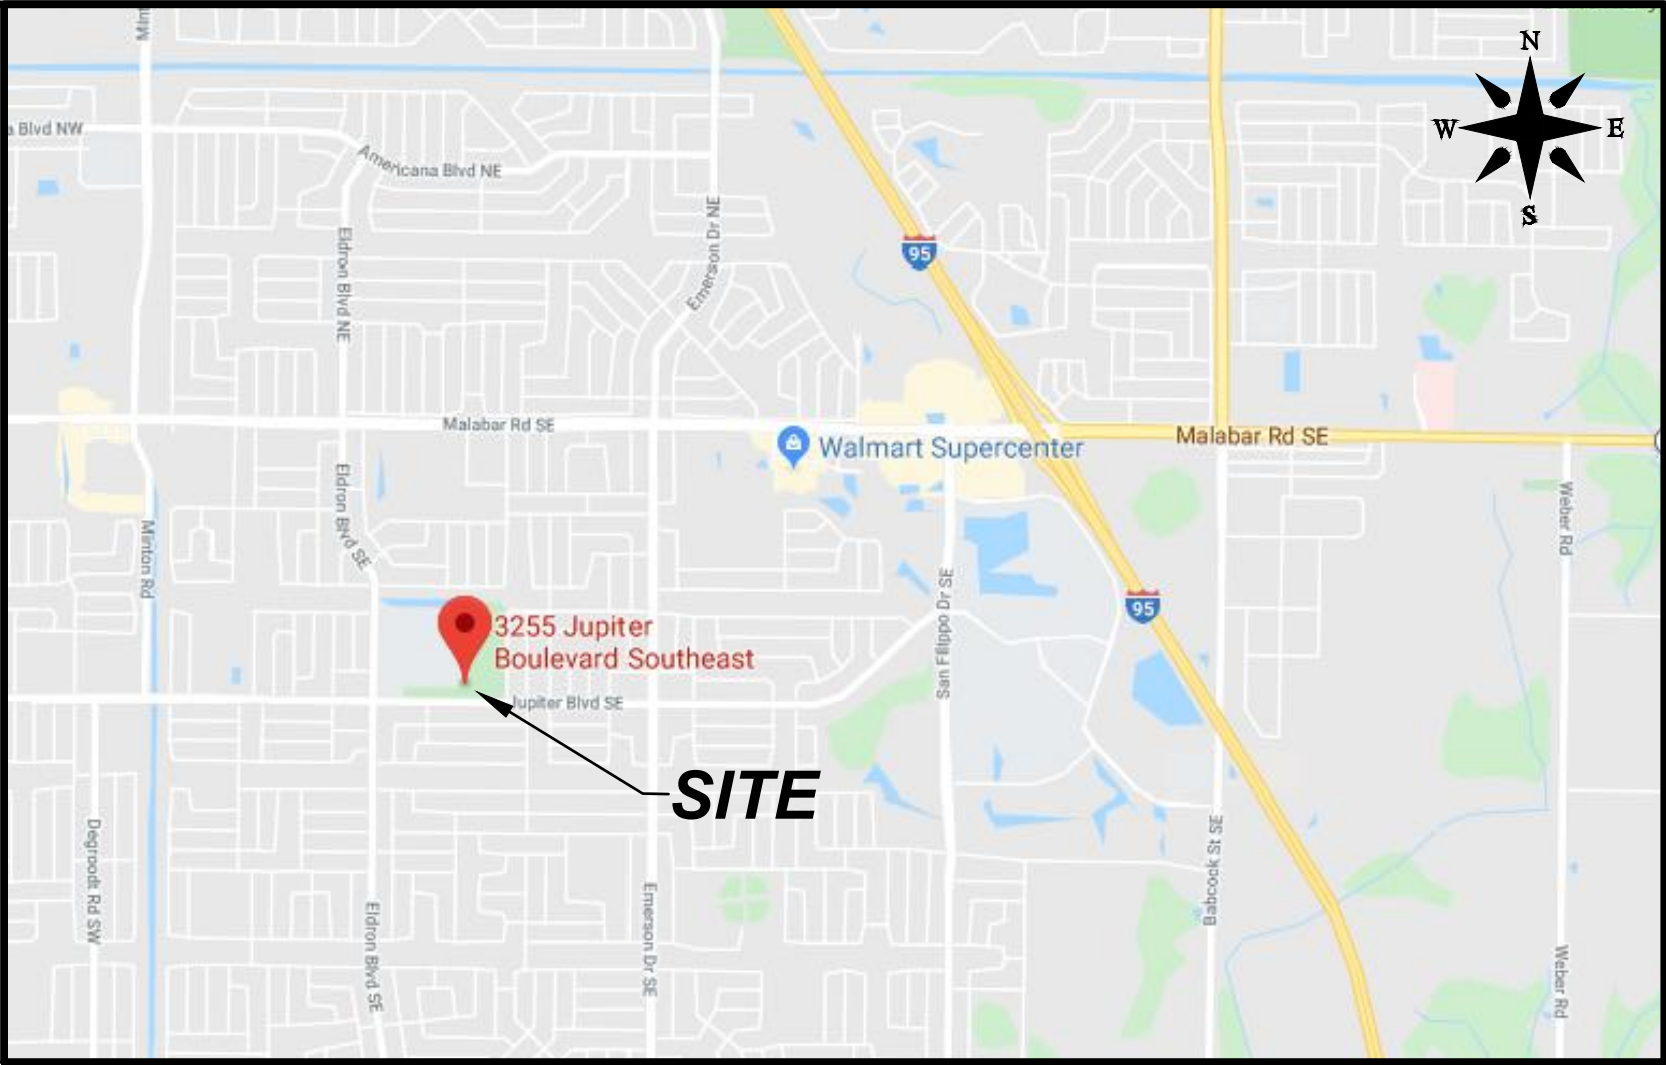 Mint
N
a Blvd NW
W
E
Americana Blvd NE
S
Emerson Dr NE
Eldron Blvd NE
95
Malabar Rd SE
Walmart Supercenter
Malabar Rd SE
Eldron Blvd SE
Minton Rd
Weber Rd
San Filippo Dr SE
95
3255 Jupiter
Boulevard Southeast
Jupiter Blvd SE
SITE
Degroodt Rd SW
Eldron Blvd SE
Emerson Dr SE
Babcock St SE
Weber Rd